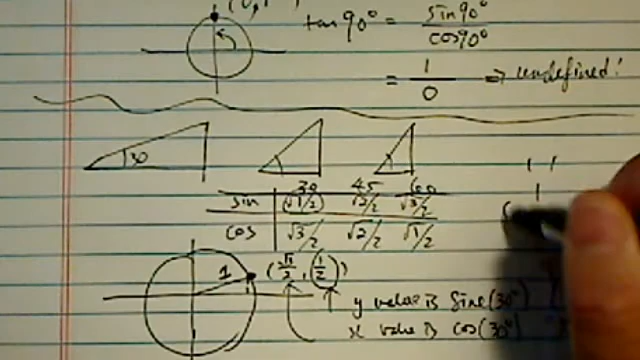 tan 90° = sin 90° / cos 90°
= 1 / 0 ⇒ undefined!
30
30 45 60
sin √1/2 √2/2 √3/2
cos √3/2 √2/2 √1/2
1 (√3/2, 1/2)
y value is sine (30°)
x value is cos (30°)